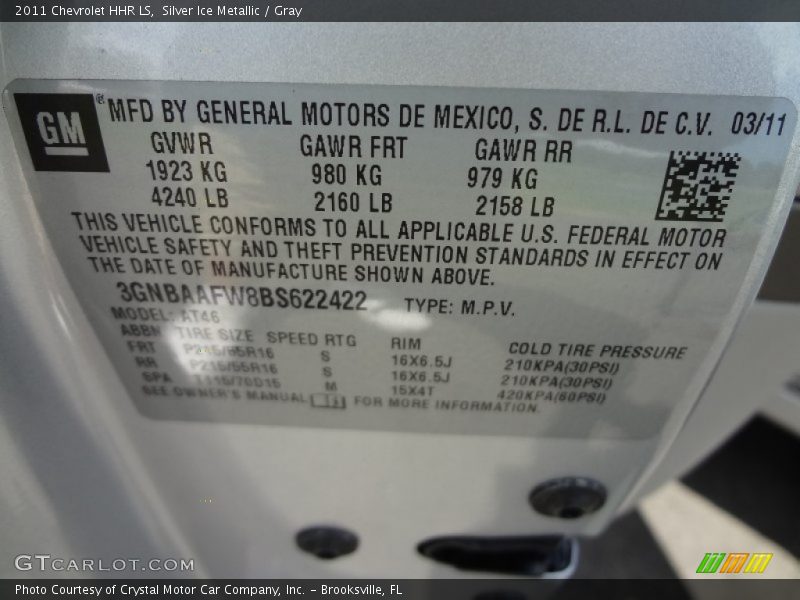 2011 Chevrolet HHR LS, Silver Ice Metallic / Gray
GM ® MFD BY GENERAL MOTORS DE MEXICO, S. DE R.L. DE C.V. 03/11
GVWR GAWR FRT GAWR RR
1923 KG 980 KG 979 KG
4240 LB 2160 LB 2158 LB
THIS VEHICLE CONFORMS TO ALL APPLICABLE U.S. FEDERAL MOTOR
VEHICLE SAFETY AND THEFT PREVENTION STANDARDS IN EFFECT ON
THE DATE OF MANUFACTURE SHOWN ABOVE.
3GNBAAFW8BS622422 TYPE: M.P.V.
MODEL: AT46
ABBN TIRE SIZE SPEED RTG RIM COLD TIRE PRESSURE
FRT S 16X6.5J 210KPA(30PSI)
RR S 16X6.5J 210KPA(30PSI)
SPA T115/70D15 M 15X4T 420KPA(60PSI)
SEE OWNER'S MANUAL FOR MORE INFORMATION.
GTCARLOT.COM
Photo Courtesy of Crystal Motor Car Company, Inc. – Brooksville, FL